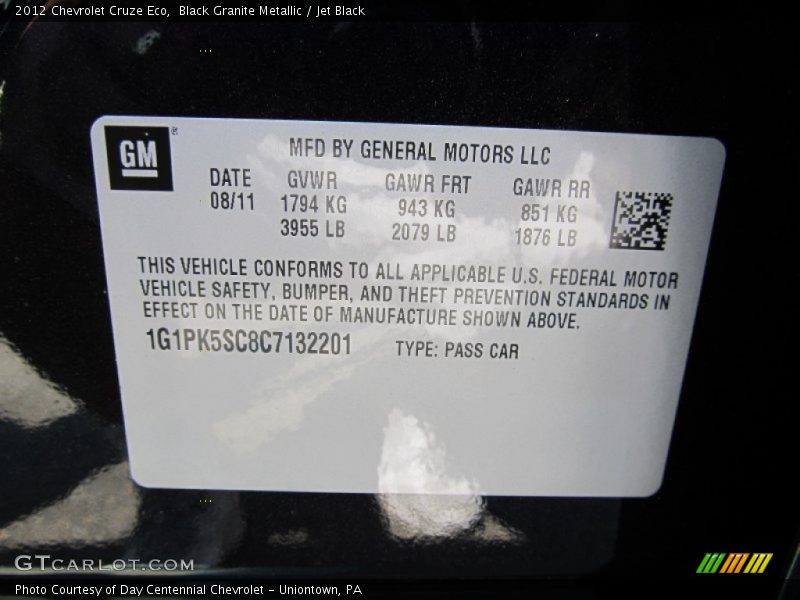 2012 Chevrolet Cruze Eco,  Black Granite Metallic / Jet Black
GM®
MFD BY GENERAL MOTORS LLC
DATE GVWR GAWR FRT GAWR RR
08/11 1794 KG 943 KG 851 KG
3955 LB 2079 LB 1876 LB
THIS VEHICLE CONFORMS TO ALL APPLICABLE U.S. FEDERAL MOTOR
VEHICLE SAFETY, BUMPER, AND THEFT PREVENTION STANDARDS IN
EFFECT ON THE DATE OF MANUFACTURE SHOWN ABOVE.
1G1PK5SC8C7132201 TYPE: PASS CAR
GTCARLOT.COM
Photo Courtesy of Day Centennial Chevrolet - Uniontown, PA